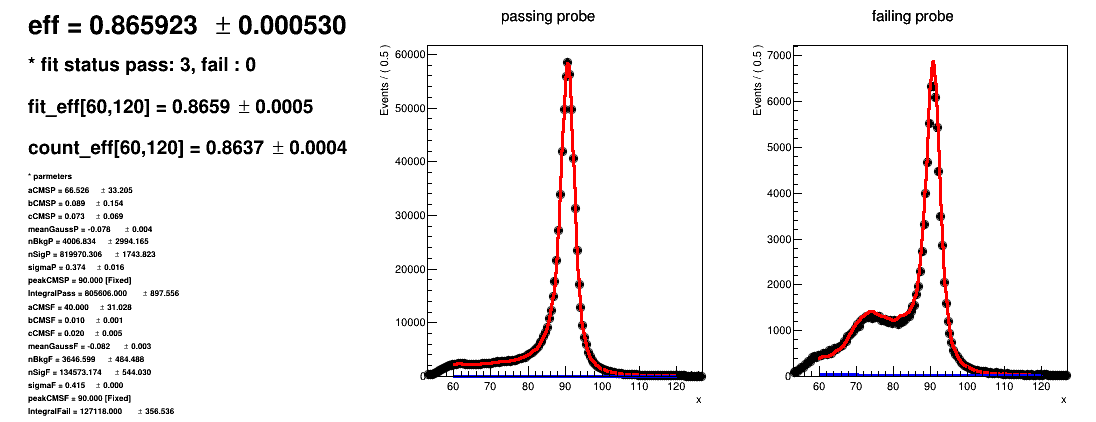 eff = 0.865923 ± 0.000530
* fit status pass: 3, fail : 0
fit_eff[60,120] = 0.8659 ± 0.0005
count_eff[60,120] = 0.8637 ± 0.0004
* parmeters
aCMSP = 66.526 ± 33.205
bCMSP = 0.089 ± 0.154
cCMSP = 0.073 ± 0.069
meanGaussP = -0.078 ± 0.004
nBkgP = 4006.834 ± 2994.165
nSigP = 819970.306 ± 1743.823
sigmaP = 0.374 ± 0.016
peakCMSP = 90.000 [Fixed]
IntegralPass = 805606.000 ± 897.556
aCMSF = 40.000 ± 31.028
bCMSF = 0.010 ± 0.001
cCMSF = 0.020 ± 0.005
meanGaussF = -0.082 ± 0.003
nBkgF = 3646.599 ± 484.488
nSigF = 134573.174 ± 544.030
sigmaF = 0.415 ± 0.000
peakCMSF = 90.000 [Fixed]
IntegralFail = 127118.000 ± 356.536
passing probe
Events / ( 0.5 )
60000
50000
40000
30000
20000
10000
0
60 70 80 90 100 110 120
x
failing probe
Events / ( 0.5 )
7000
6000
5000
4000
3000
2000
1000
0
60 70 80 90 100 110 120
x